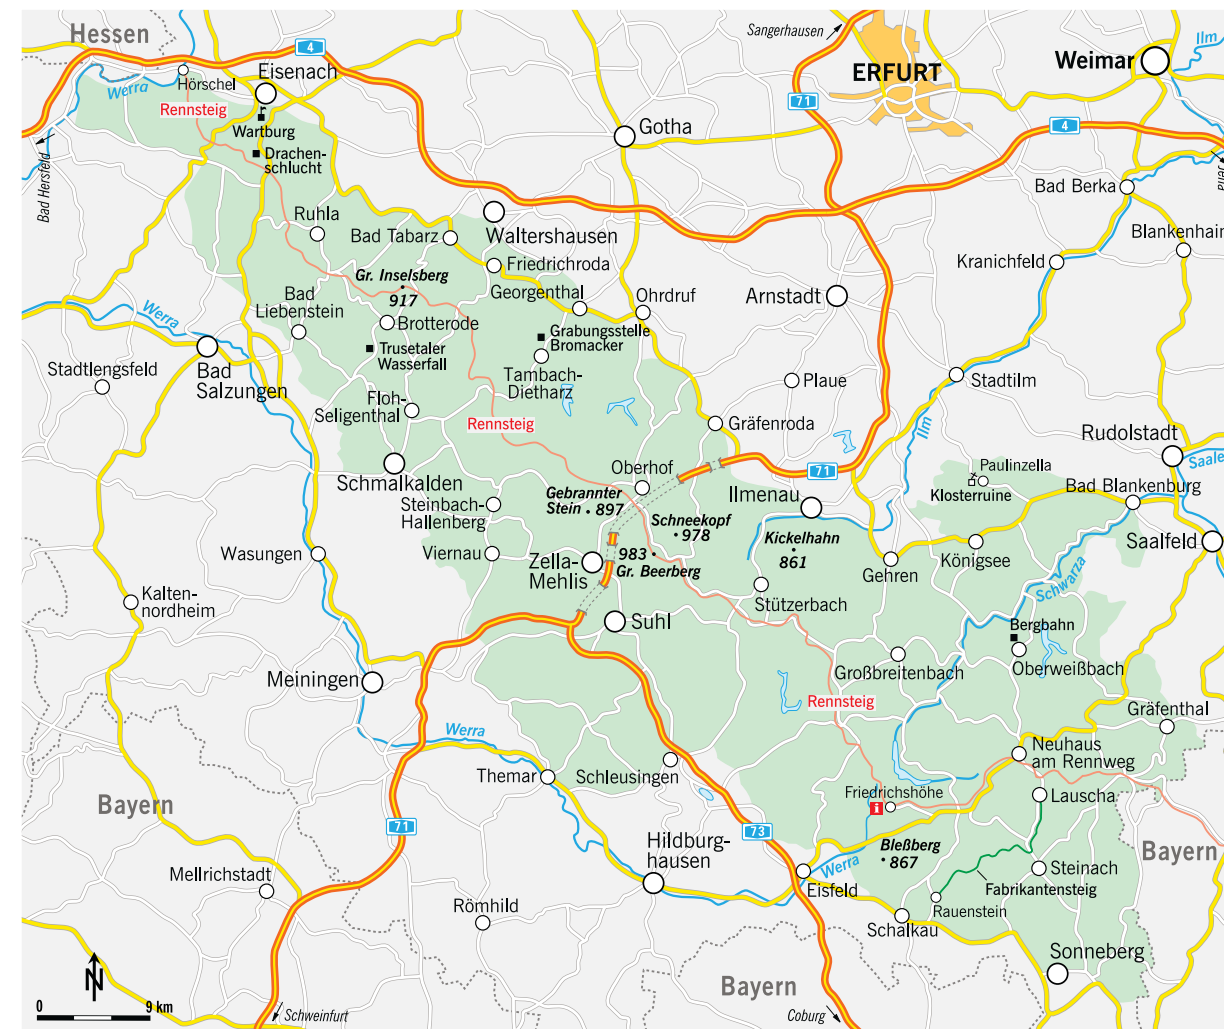 Hessen
4
Sangerhausen
ERFURT
Weimar
Ilm
Eisenach
Hörschel
Werra
Rennsteig
Wartburg
Drachen-
schlucht
71
Gotha
4
Jena
Bad Hersfeld
Bad Berka
Ruhla
Bad Tabarz
Waltershausen
Blankenhain
Friedrichroda
Kranichfeld
Gr. Inselsberg
917
Georgenthal
Ohrdruf
Arnstadt
Werra
Bad
Liebenstein
Brotterode
Grabungsstelle
Bromacker
Trusetaler
Wasserfall
Bad
Salzungen
Stadtlengsfeld
Tambach-
Dietharz
Plaue
Stadtilm
Floh-
Seligenthal
Rennsteig
Gräfenroda
Ilm
Rudolstadt
Saale
Schmalkalden
Oberhof
71
Paulinzella
Klosterruine
Bad Blankenburg
Steinbach-
Hallenberg
Gebrannter
Stein
897
Ilmenau
Schneekopf
978
Kickelhahn
861
Saalfeld
Wasungen
Viernau
Zella-
Mehlis
983
Gr. Beerberg
Gehren
Königsee
Schwarza
Kalten-
nordheim
Stützerbach
Suhl
Bergbahn
Oberweißbach
Großbreitenbach
Meiningen
Rennsteig
Gräfenthal
Werra
Neuhaus
am Rennweg
Themar
Schleusingen
Friedrichshöhe
i
Lauscha
Bayern
71
73
Hildburg-
hausen
Bleßberg
867
Werra
Bayern
Steinach
Fabrikantensteig
Mellrichstadt
Eisfeld
Rauenstein
Römhild
Schalkau
Sonneberg
N
Bayern
0
9 km
Schweinfurt
Coburg